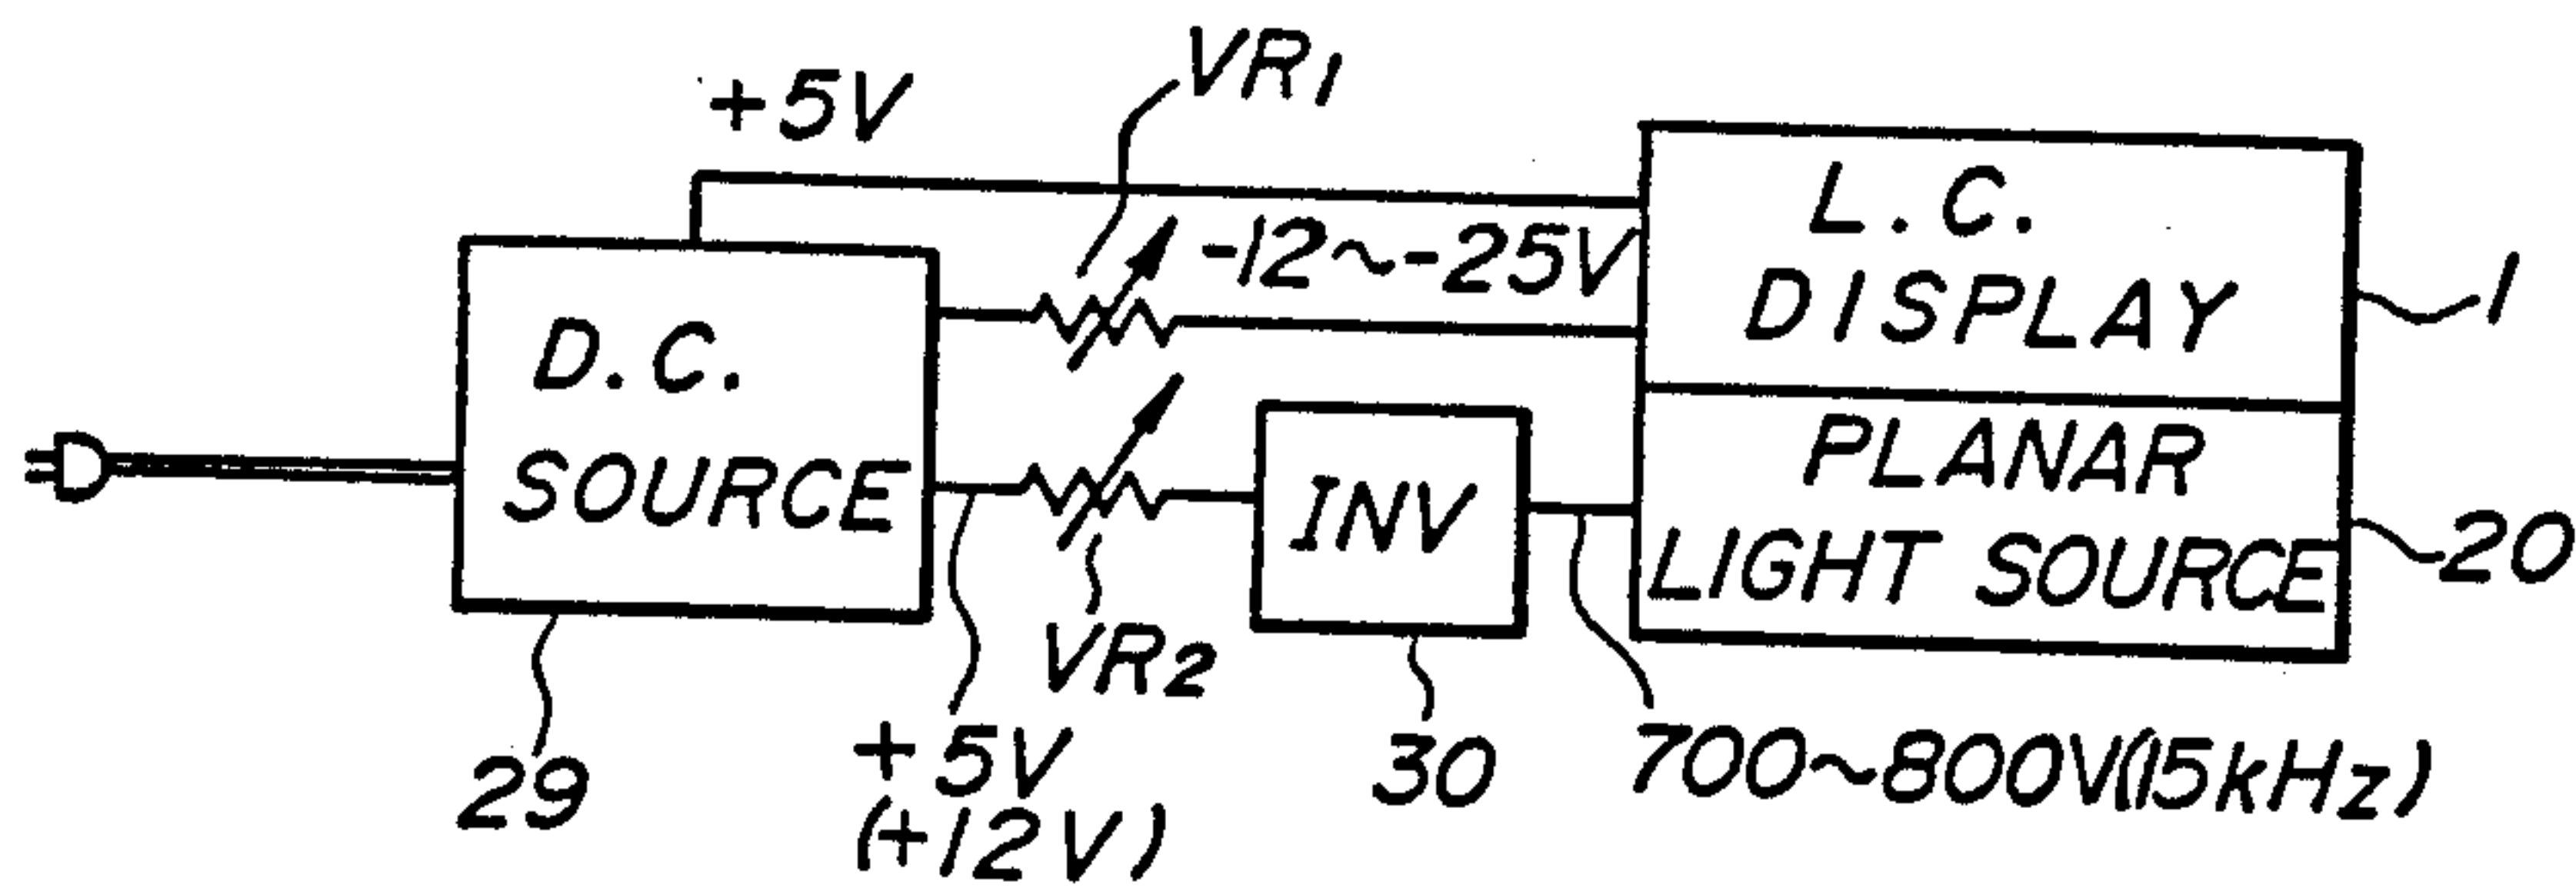 +5V
VR1
-12~-25V
L.C.
DISPLAY
1
D.C.
SOURCE
INV
PLANAR
LIGHT SOURCE
20
VR2
29
+5V
(+12V)
30
700~800V(15kHz)